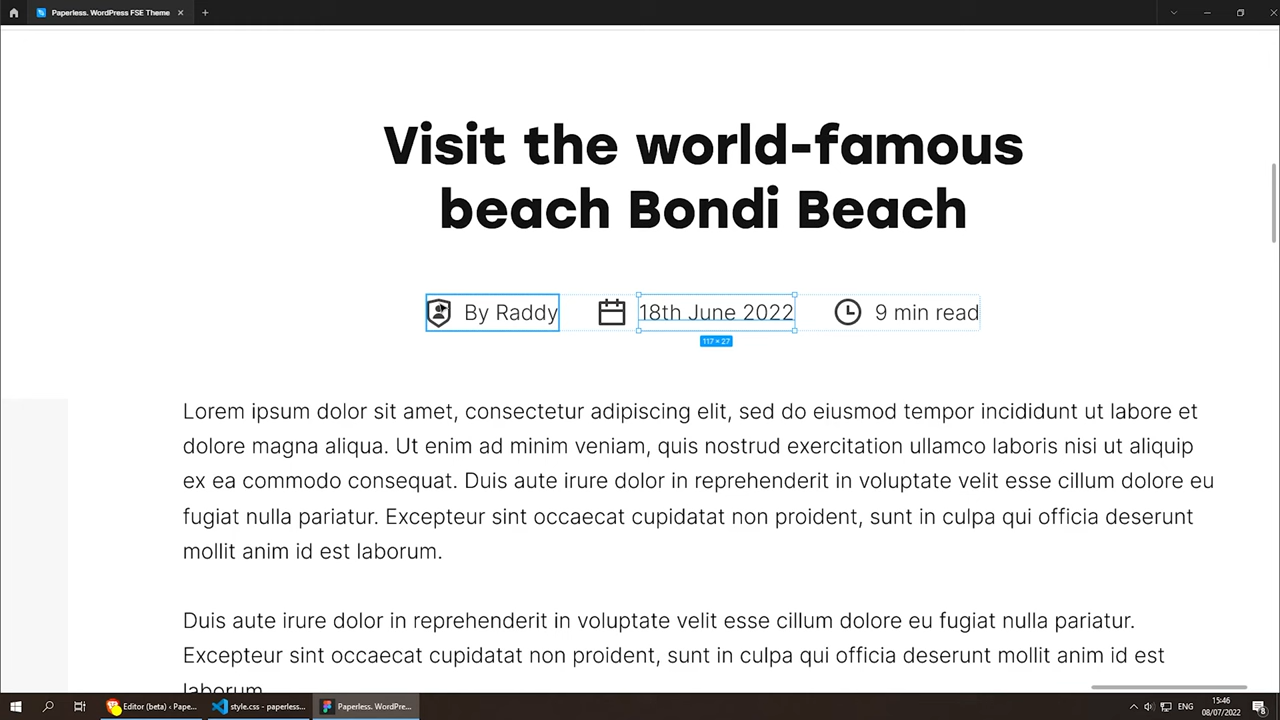 Paperless. WordPress FSE Theme
Visit the world-famous
beach Bondi Beach
By Raddy
18th June 2022
9 min read
117 × 27
Lorem ipsum dolor sit amet, consectetur adipiscing elit, sed do eiusmod tempor incididunt ut labore et
dolore magna aliqua. Ut enim ad minim veniam, quis nostrud exercitation ullamco laboris nisi ut aliquip
ex ea commodo consequat. Duis aute irure dolor in reprehenderit in voluptate velit esse cillum dolore eu
fugiat nulla pariatur. Excepteur sint occaecat cupidatat non proident, sunt in culpa qui officia deserunt
mollit anim id est laborum.
Duis aute irure dolor in reprehenderit in voluptate velit esse cillum dolore eu fugiat nulla pariatur.
Excepteur sint occaecat cupidatat non proident, sunt in culpa qui officia deserunt mollit anim id est
laborum.
Editor (beta) ‹ Pape...
style.css - paperless...
Paperless. WordPre...
ENG
15:46
08/07/2022
8